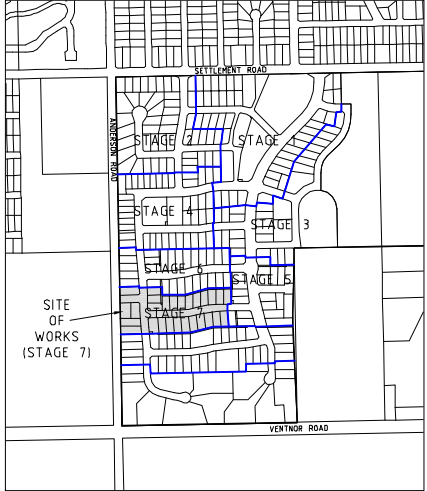 SETTLEMENT ROAD
ANDERSON ROAD
STAGE 2
STAGE
STAGE 4
STAGE 3
STAGE 6
STAGE 5
STAGE 7
SITE
OF
WORKS
(STAGE 7)
VENTNOR ROAD